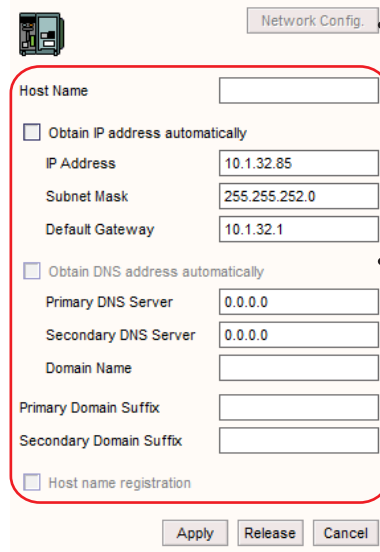 Network Config.
Host Name
Obtain IP address automatically
IP Address 10.1.32.85
Subnet Mask 255.255.252.0
Default Gateway 10.1.32.1
Obtain DNS address automatically
Primary DNS Server 0.0.0.0
Secondary DNS Server 0.0.0.0
Domain Name
Primary Domain Suffix
Secondary Domain Suffix
Host name registration
Apply Release Cancel